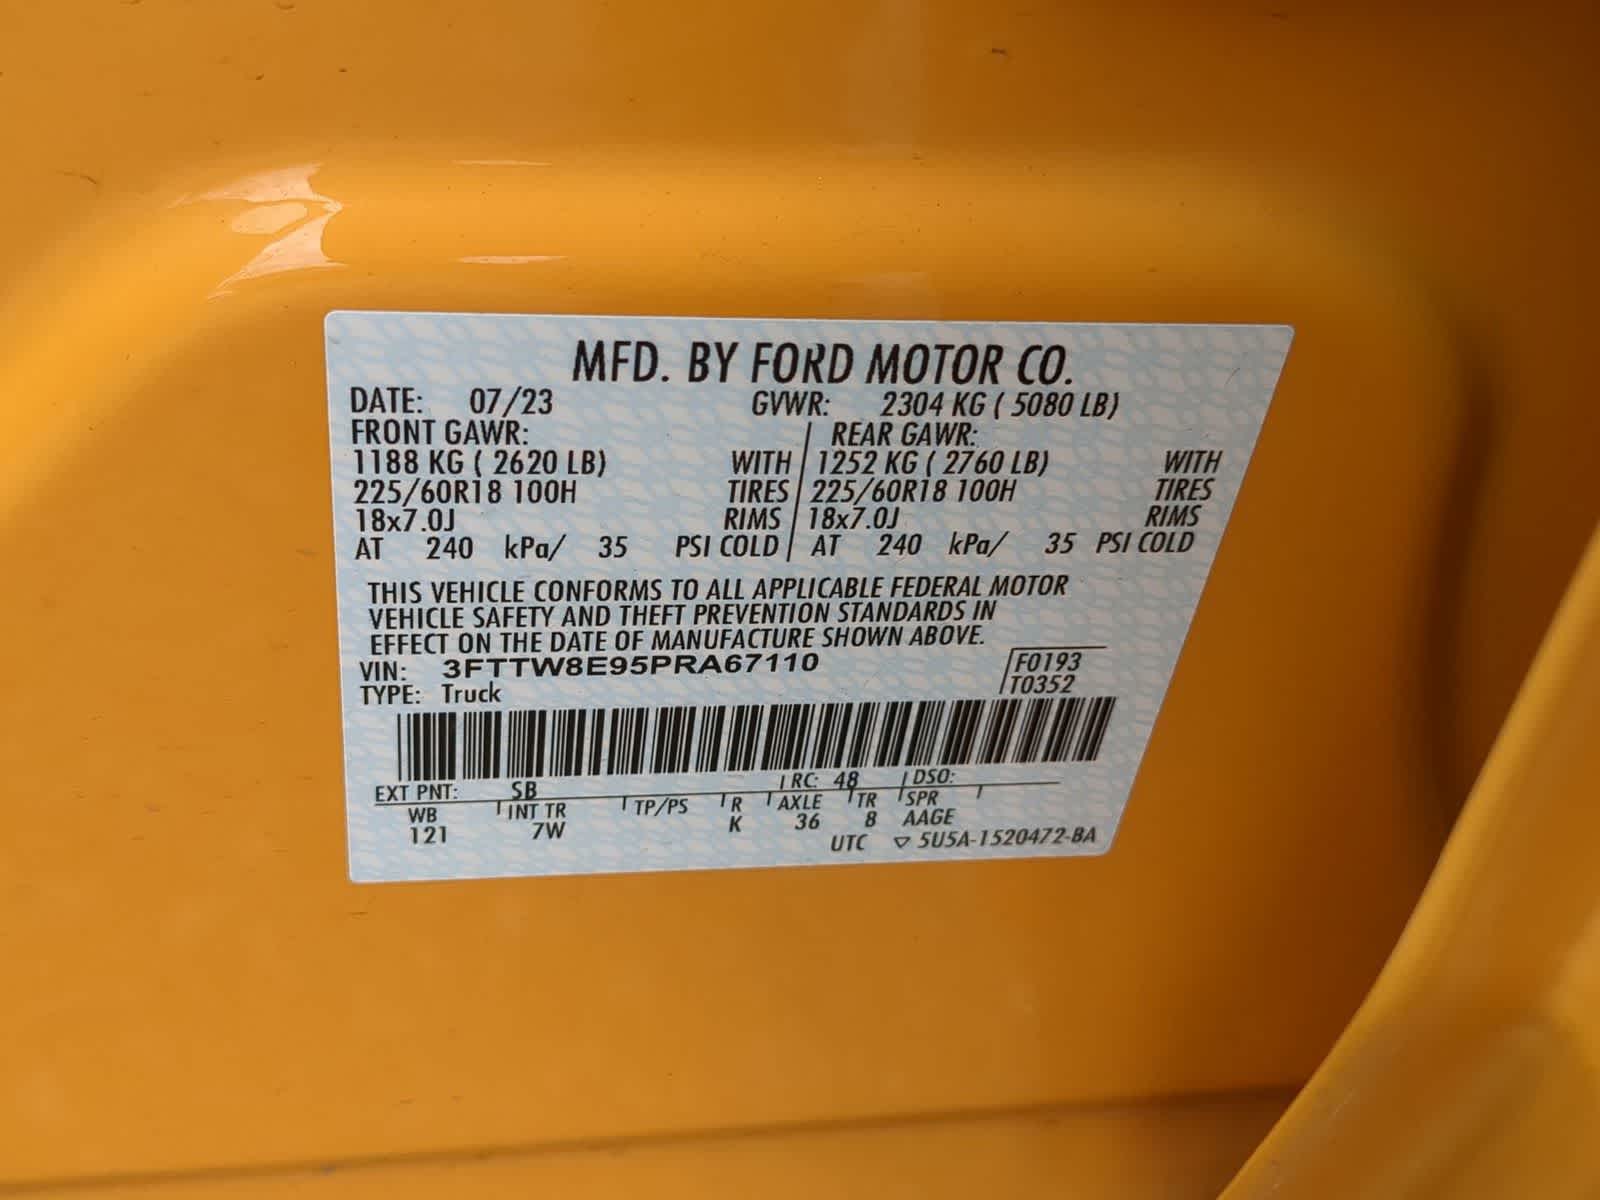 MFD. BY FORD MOTOR CO.
DATE: 07/23 GVWR: 2304 KG ( 5080 LB)
FRONT GAWR: REAR GAWR:
1188 KG ( 2620 LB) WITH 1252 KG ( 2760 LB) WITH
225/60R18 100H TIRES 225/60R18 100H TIRES
18x7.0J RIMS 18x7.0J RIMS
AT 240 kPa/ 35 PSI COLD AT 240 kPa/ 35 PSI COLD
THIS VEHICLE CONFORMS TO ALL APPLICABLE FEDERAL MOTOR
VEHICLE SAFETY AND THEFT PREVENTION STANDARDS IN
EFFECT ON THE DATE OF MANUFACTURE SHOWN ABOVE.
VIN: 3FTTW8E95PRA67110 F0193
TYPE: Truck T0352
EXT PNT: SB RC: 48 DSO:
WB INT TR TP/PS R AXLE TR SPR
121 7W K 36 8 AAGE
UTC ▽ 5U5A-1520472-BA